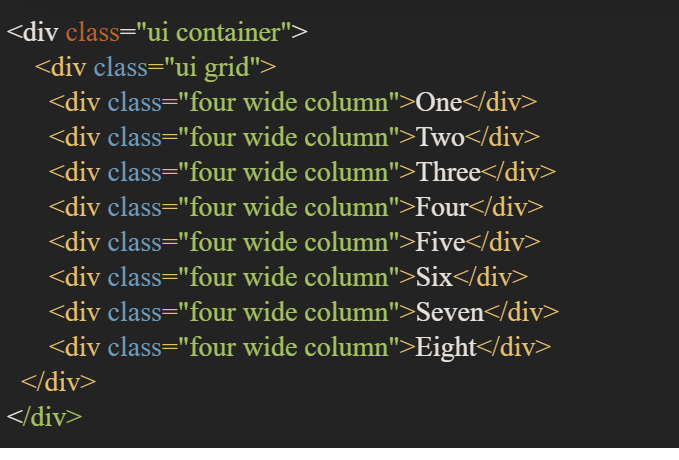 <div class="ui container">
<div class="ui grid">
<div class="four wide column">One</div>
<div class="four wide column">Two</div>
<div class="four wide column">Three</div>
<div class="four wide column">Four</div>
<div class="four wide column">Five</div>
<div class="four wide column">Six</div>
<div class="four wide column">Seven</div>
<div class="four wide column">Eight</div>
</div>
</div>